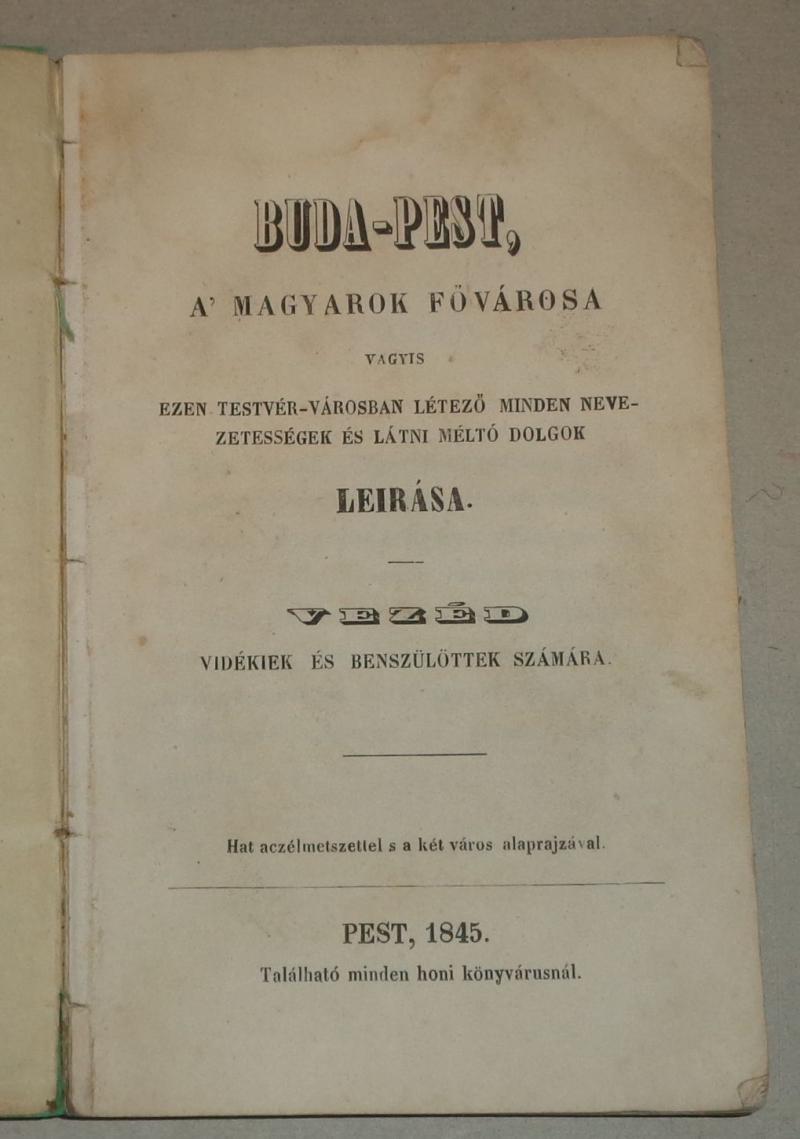 BUDA-PEST,
A' MAGYAROK FŐVÁROSA
VAGYIS
EZEN TESTVÉR-VÁROSBAN LÉTEZŐ MINDEN NEVE-
ZETESSÉGEK ÉS LÁTNI MÉLTÓ DOLGOK
LEIRÁSA.
VEZÉR
VIDÉKIEK ÉS BENSZÜLÖTTEK SZÁMÁRA.
Hat aczélmetszettel s a két város alaprajzával.
PEST, 1845.
Található minden honi könyvárusnál.